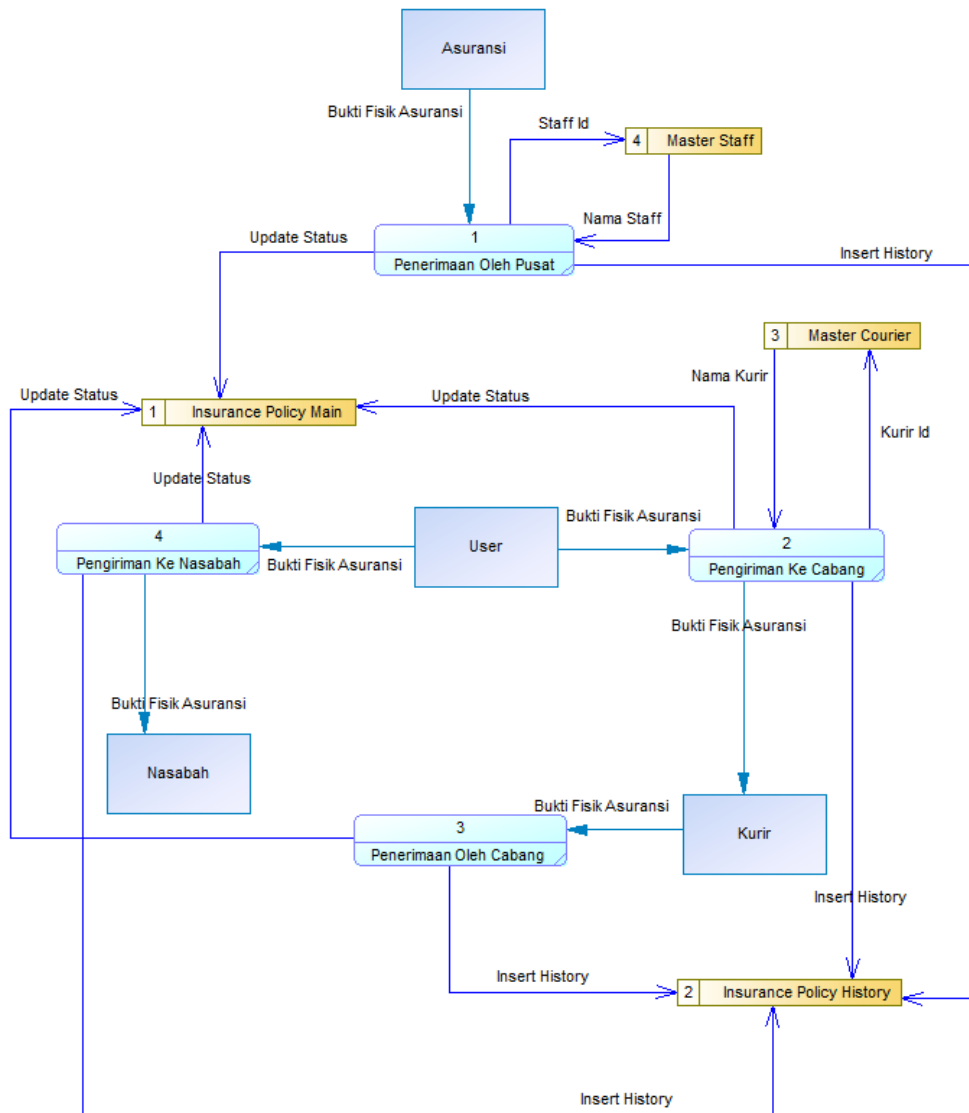 Asuransi
Bukti Fisik Asuransi
Staff Id
4 Master Staff
Nama Staff
Update Status
1
Penerimaan Oleh Pusat
Insert History
3 Master Courier
Nama Kurir
Update Status
Update Status
1 Insurance Policy Main
Kurir Id
Update Status
Bukti Fisik Asuransi
4
Pengiriman Ke Nasabah
User
2
Pengiriman Ke Cabang
Bukti Fisik Asuransi
Bukti Fisik Asuransi
Bukti Fisik Asuransi
Nasabah
Bukti Fisik Asuransi
Kurir
3
Penerimaan Oleh Cabang
Insert History
Insert History
2 Insurance Policy History
Insert History